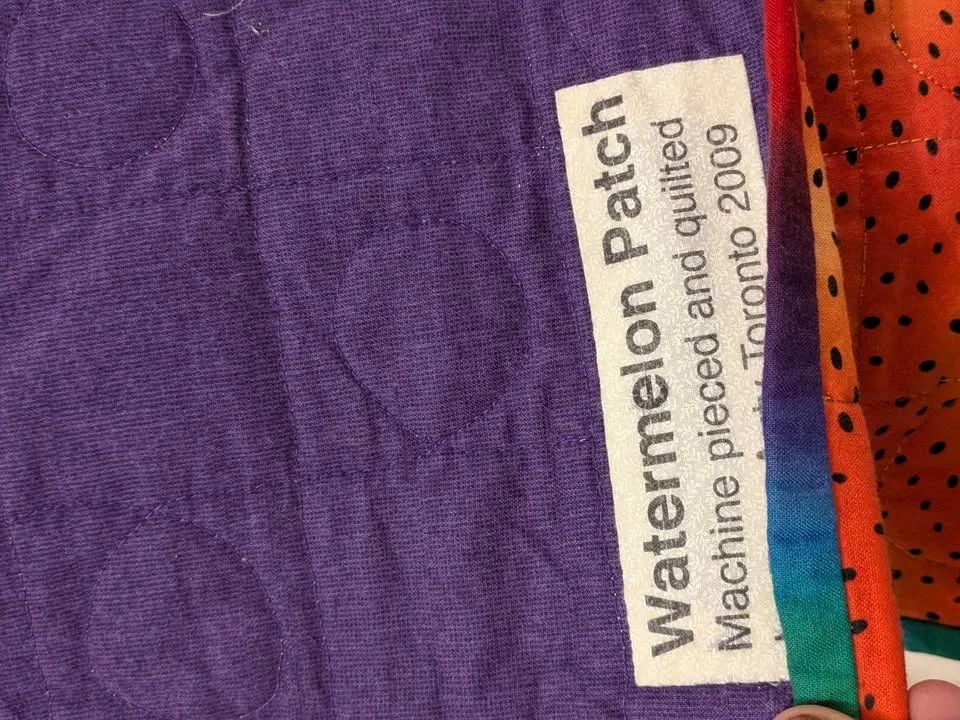 Watermelon Patch
Machine pieced and quilted
Toronto 2009